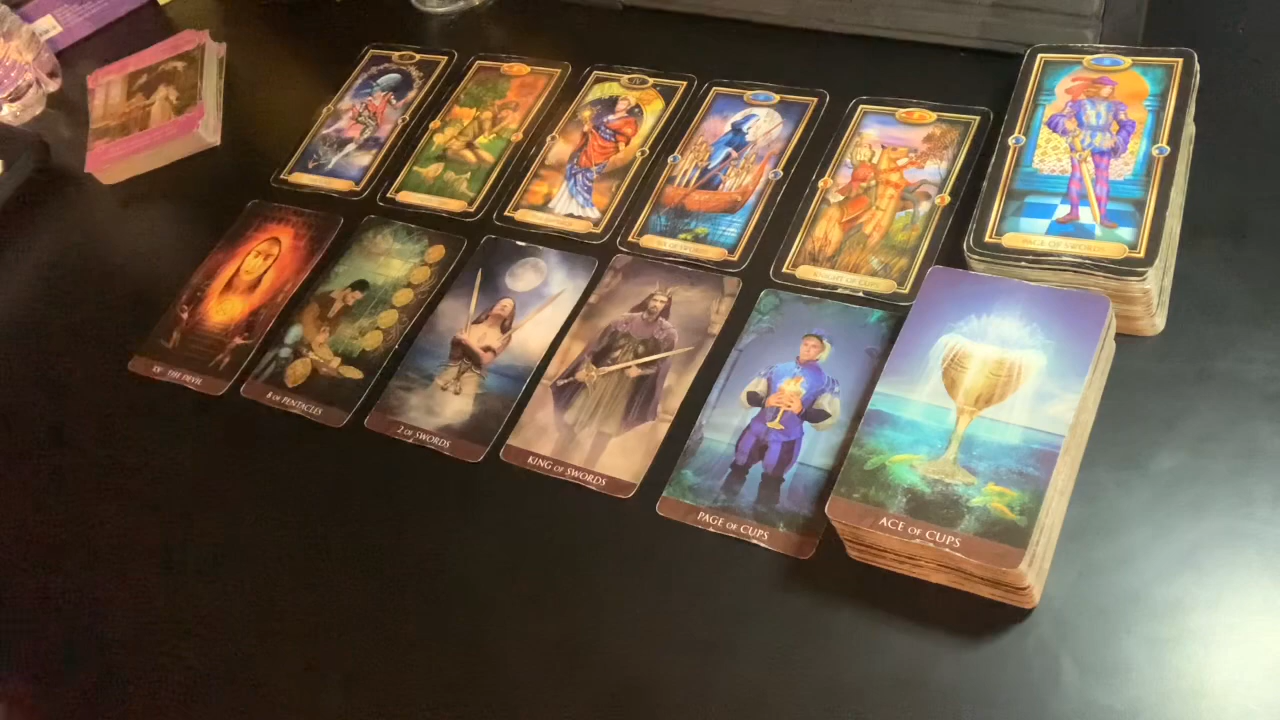 SIX OF SWORDS
KNIGHT OF CUPS
PAGE OF SWORDS
XV THE DEVIL
8 OF PENTACLES
2 OF SWORDS
KING OF SWORDS
PAGE OF CUPS
ACE OF CUPS